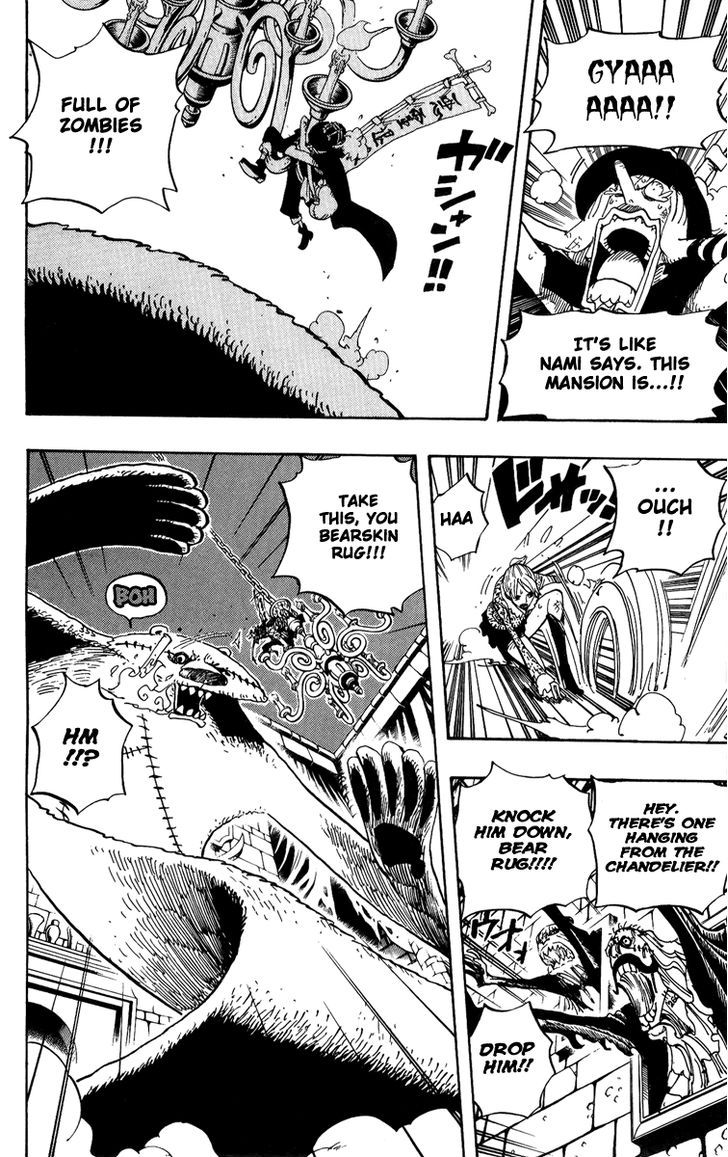 GYAAA
AAAA!!
IT'S LIKE
NAMI SAYS. THIS
MANSION IS...!!
FULL OF
ZOMBIES
!!!
ガシャン!!
...
OUCH
!!
HAA
ドサッ...
TAKE
THIS, YOU
BEARSKIN
RUG!!!
BOH
HM
!!?
HEY.
THERE'S ONE
HANGING
FROM THE
CHANDELIER!!
KNOCK
HIM DOWN,
BEAR
RUG!!!!
DROP
HIM!!